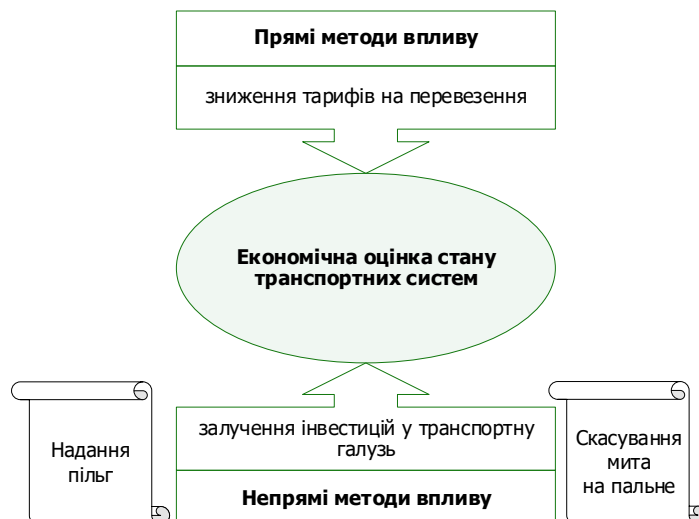 Прямі методи впливу
зниження тарифів на перевезення
Економічна оцінка стану
транспортних систем
Надання
пільг
залучення інвестицій у транспортну
галузь
Непрямі методи впливу
Скасування
мита
на пальне